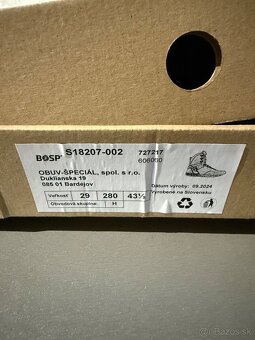 BOSP S18207-002 727217
606060
OBUV-ŠPECIÁL, spol. s r.o.
Duklianska 19
085 01 Bardejov
Dátum výroby: 09.2024
Vyrobené na Slovensku
Veľkosť 29 280 43½
Obvodová skupina: H
bazos.sk